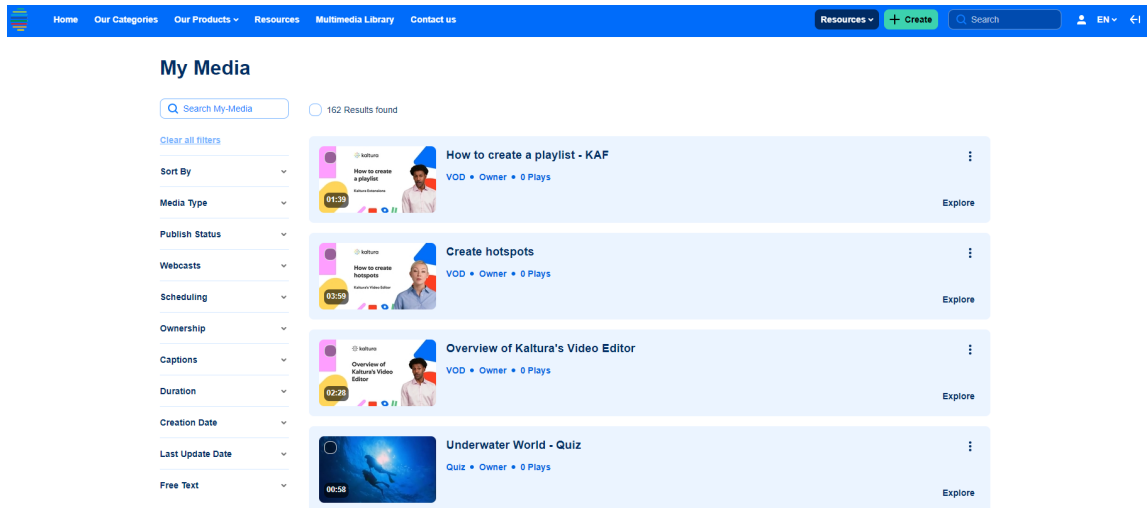 Home Our Categories Our Products Resources Multimedia Library Contact us Resources + Create Search EN
My Media
Search My-Media
162 Results found
Clear all filters
Sort By
Media Type
Publish Status
Webcasts
Scheduling
Ownership
Captions
Duration
Creation Date
Last Update Date
Free Text
kaltura
How to create
a playlist
Kaltura Extensions
01:39
How to create a playlist - KAF
VOD • Owner • 0 Plays
Explore
kaltura
How to create
hotspots
Kaltura's Video Editor
03:59
Create hotspots
VOD • Owner • 0 Plays
Explore
kaltura
Overview of
Kaltura's Video
Editor
02:28
Overview of Kaltura's Video Editor
VOD • Owner • 0 Plays
Explore
00:58
Underwater World - Quiz
Quiz • Owner • 0 Plays
Explore